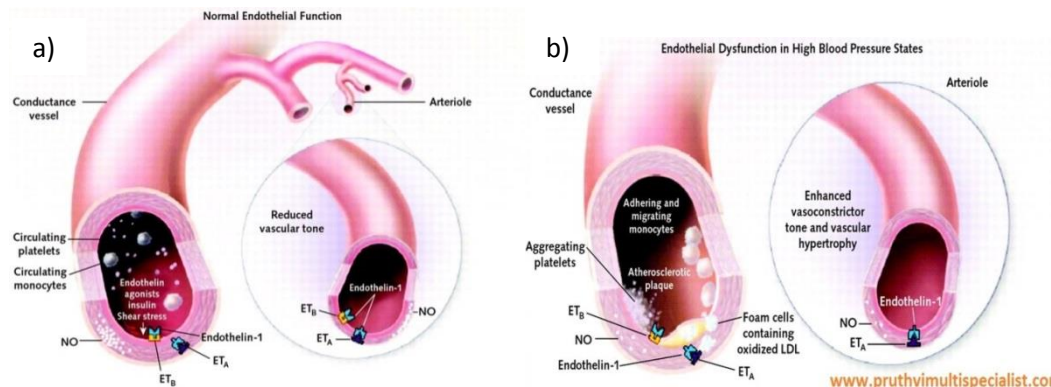 a)
Normal Endothelial Function
Conductance
vessel
Arteriole
Reduced
vascular tone
Circulating
platelets
Circulating
monocytes
Endothelin
agonists
insulin
Shear stress
NO
Endothelin-1
ETA
ETB
Endothelin-1
ETB
ETA
NO
b)
Endothelial Dysfunction in High Blood Pressure States
Conductance
vessel
Arteriole
Adhering and
migrating
monocytes
Aggregating
platelets
Atherosclerotic
plaque
ETB
Endothelin-1
ETA
Foam cells
containing
oxidized LDL
Enhanced
vasoconstrictor
tone and vascular
hypertrophy
Endothelin-1
NO
ETA
www.pruthvimultispecialist.com